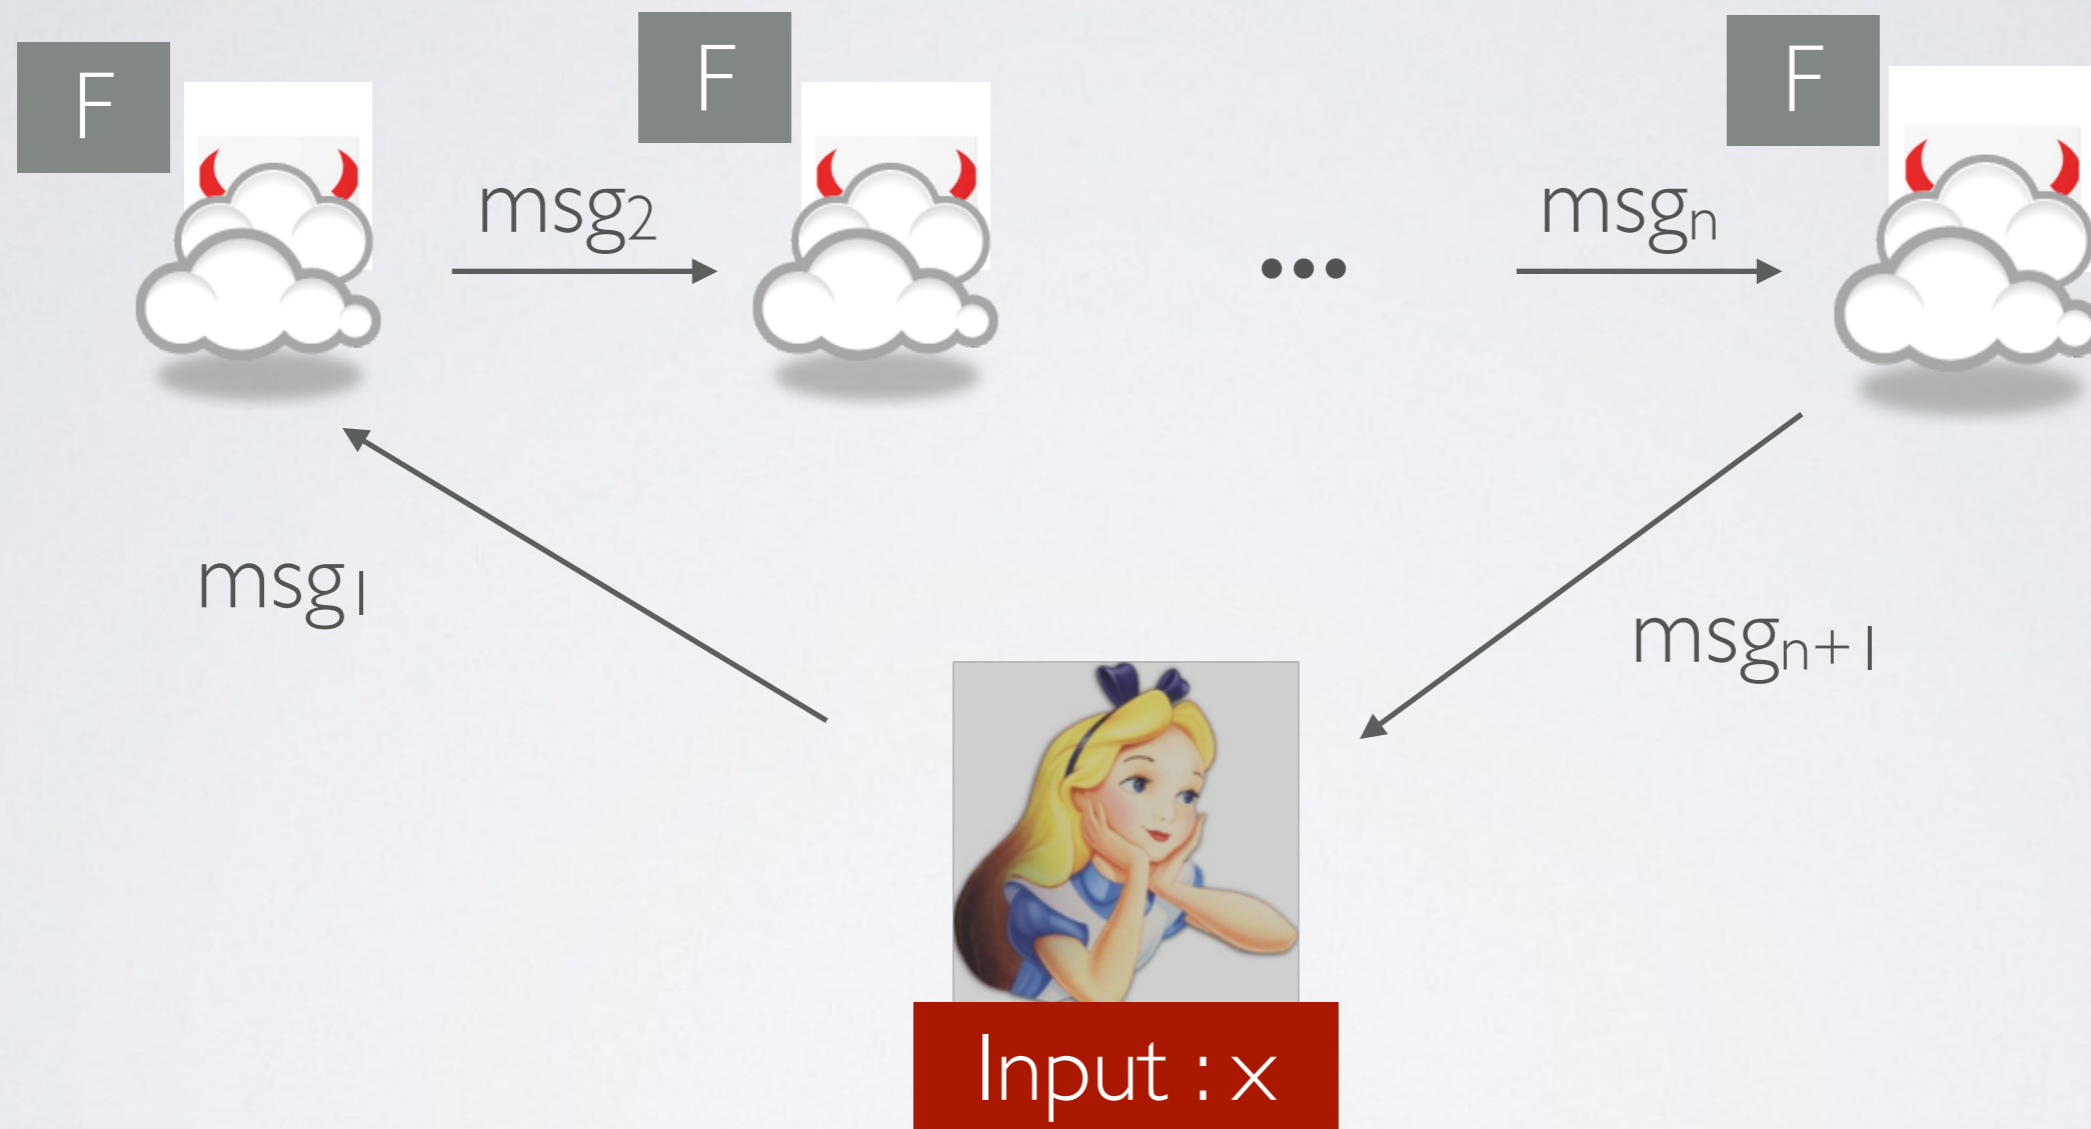 F
F
F
msg₂
•••
msgₙ
msg₁
msgₙ₊₁
Input : x